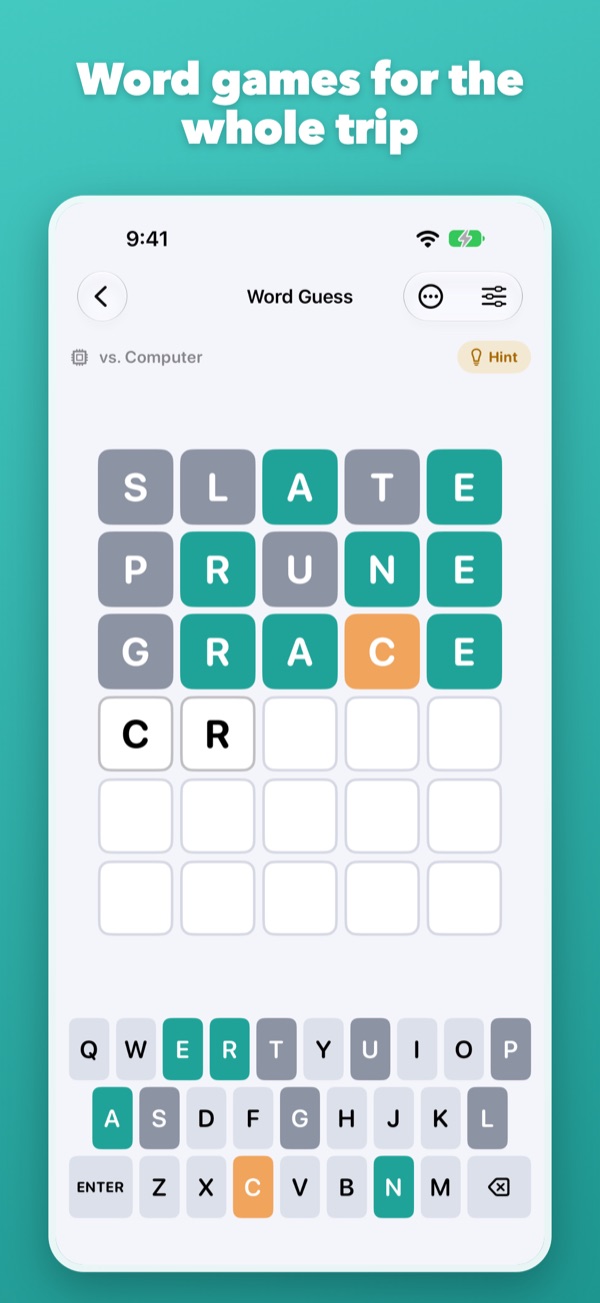 Word games for the
whole trip
9:41
Word Guess
vs. Computer
Hint
S L A T E
P R U N E
G R A C E
C R
Q W E R T Y U I O P
A S D F G H J K L
ENTER Z X C V B N M